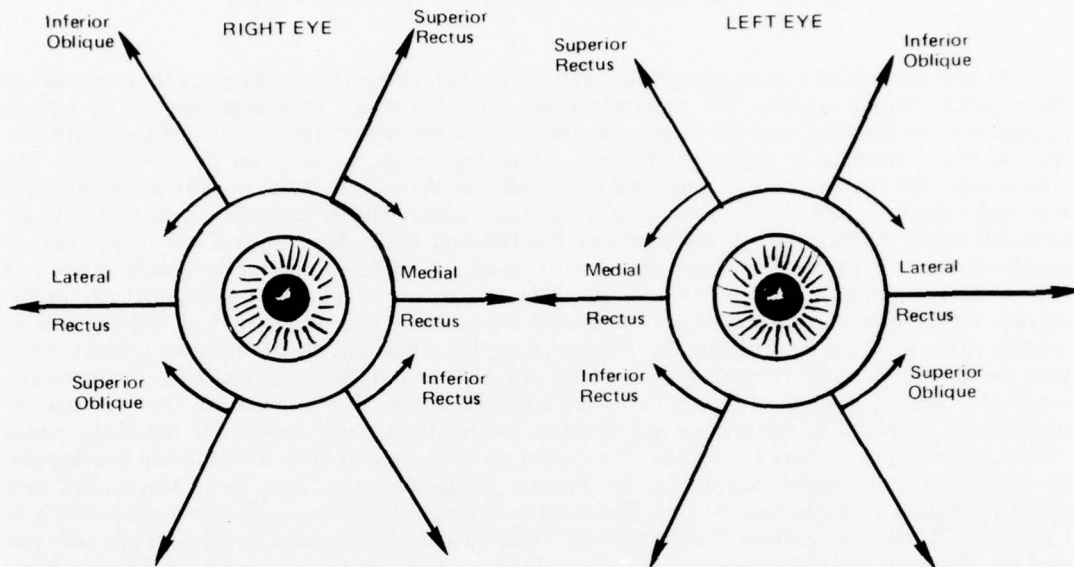 RIGHT EYE
Inferior
Oblique
Superior
Rectus
Lateral
Rectus
Medial
Rectus
Superior
Oblique
Inferior
Rectus
LEFT EYE
Superior
Rectus
Inferior
Oblique
Medial
Rectus
Lateral
Rectus
Inferior
Rectus
Superior
Oblique